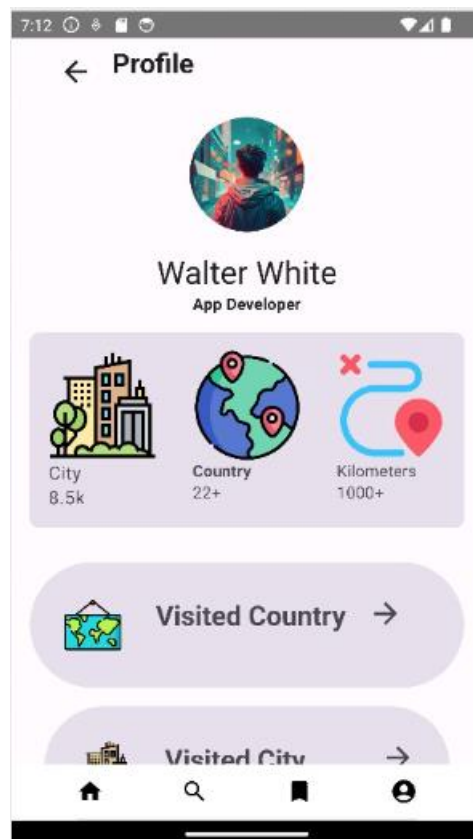 7:12
Profile
Walter White
App Developer
City
8.5k
Country
22+
Kilometers
1000+
Visited Country
Visited City